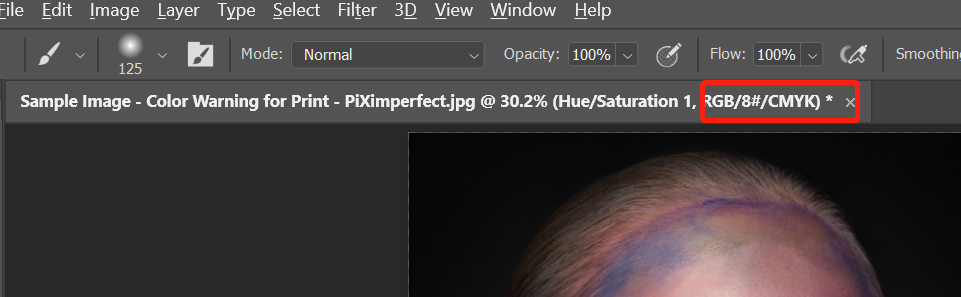 File Edit Image Layer Type Select Filter 3D View Window Help
125 Mode: Normal Opacity: 100% Flow: 100% Smoothing
Sample Image - Color Warning for Print - PiXimperfect.jpg @ 30.2% (Hue/Saturation 1, RGB/8#/CMYK) * ×